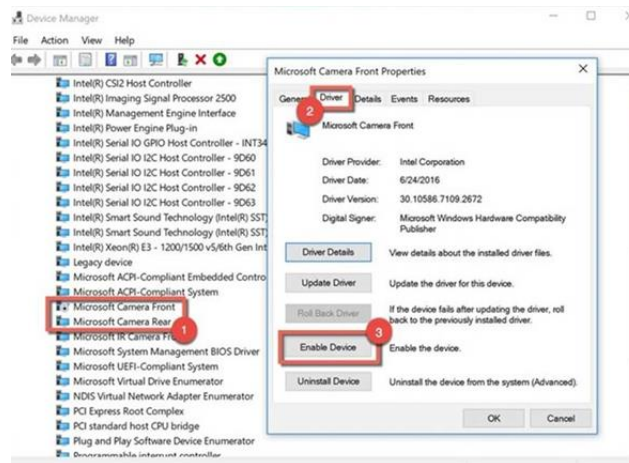 Device Manager
File Action View Help
Intel(R) CSI2 Host Controller
Intel(R) Imaging Signal Processor 2500
Intel(R) Management Engine Interface
Intel(R) Power Engine Plug-in
Intel(R) Serial IO GPIO Host Controller - INT34
Intel(R) Serial IO I2C Host Controller - 9D60
Intel(R) Serial IO I2C Host Controller - 9D61
Intel(R) Serial IO I2C Host Controller - 9D62
Intel(R) Serial IO I2C Host Controller - 9D63
Intel(R) Smart Sound Technology (Intel(R) SST)
Intel(R) Smart Sound Technology (Intel(R) SST)
Intel(R) Xeon(R) E3 - 1200/1500 v5/6th Gen Int
Legacy device
Microsoft ACPI-Compliant Embedded Contro
Microsoft ACPI-Compliant System
Microsoft Camera Front
Microsoft Camera Rear
1
Microsoft IR Camera Fr
Microsoft System Management BIOS Driver
Microsoft UEFI-Compliant System
Microsoft Virtual Drive Enumerator
NDIS Virtual Network Adapter Enumerator
PCI Express Root Complex
PCI standard host CPU bridge
Plug and Play Software Device Enumerator
Programmable interrupt controller
Microsoft Camera Front Properties
General Driver Details Events Resources
2
Microsoft Camera Front
Driver Provider: Intel Corporation
Driver Date: 6/24/2016
Driver Version: 30.10586.7109.2672
Digital Signer: Microsoft Windows Hardware Compatibility
Publisher
Driver Details View details about the installed driver files.
Update Driver Update the driver for this device.
Roll Back Driver If the device fails after updating the driver, roll
back to the previously installed driver.
3
Enable Device Enable the device.
Uninstall Device Uninstall the device from the system (Advanced).
OK Cancel